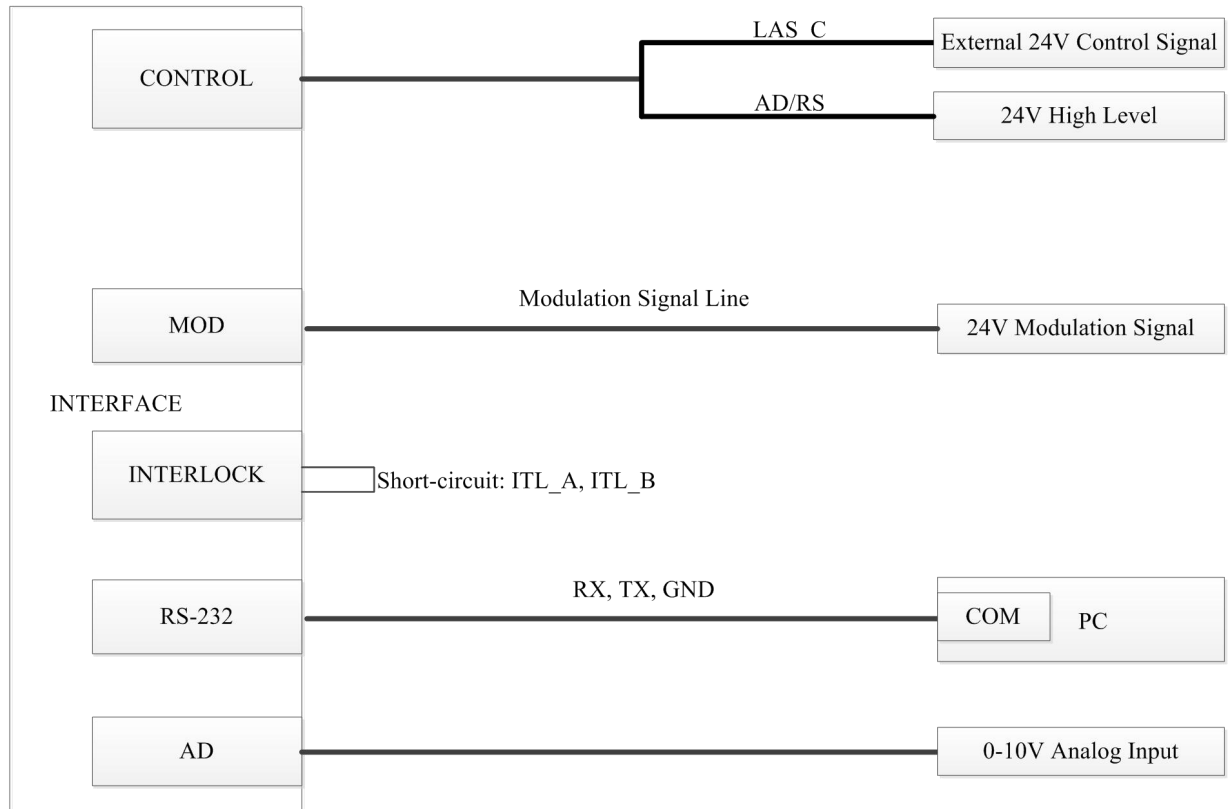 LAS_C
External 24V Control Signal
CONTROL
AD/RS
24V High Level
Modulation Signal Line
MOD
24V Modulation Signal
INTERFACE
INTERLOCK
Short-circuit: ITL_A, ITL_B
RX, TX, GND
RS-232
COM
PC
AD
0-10V Analog Input